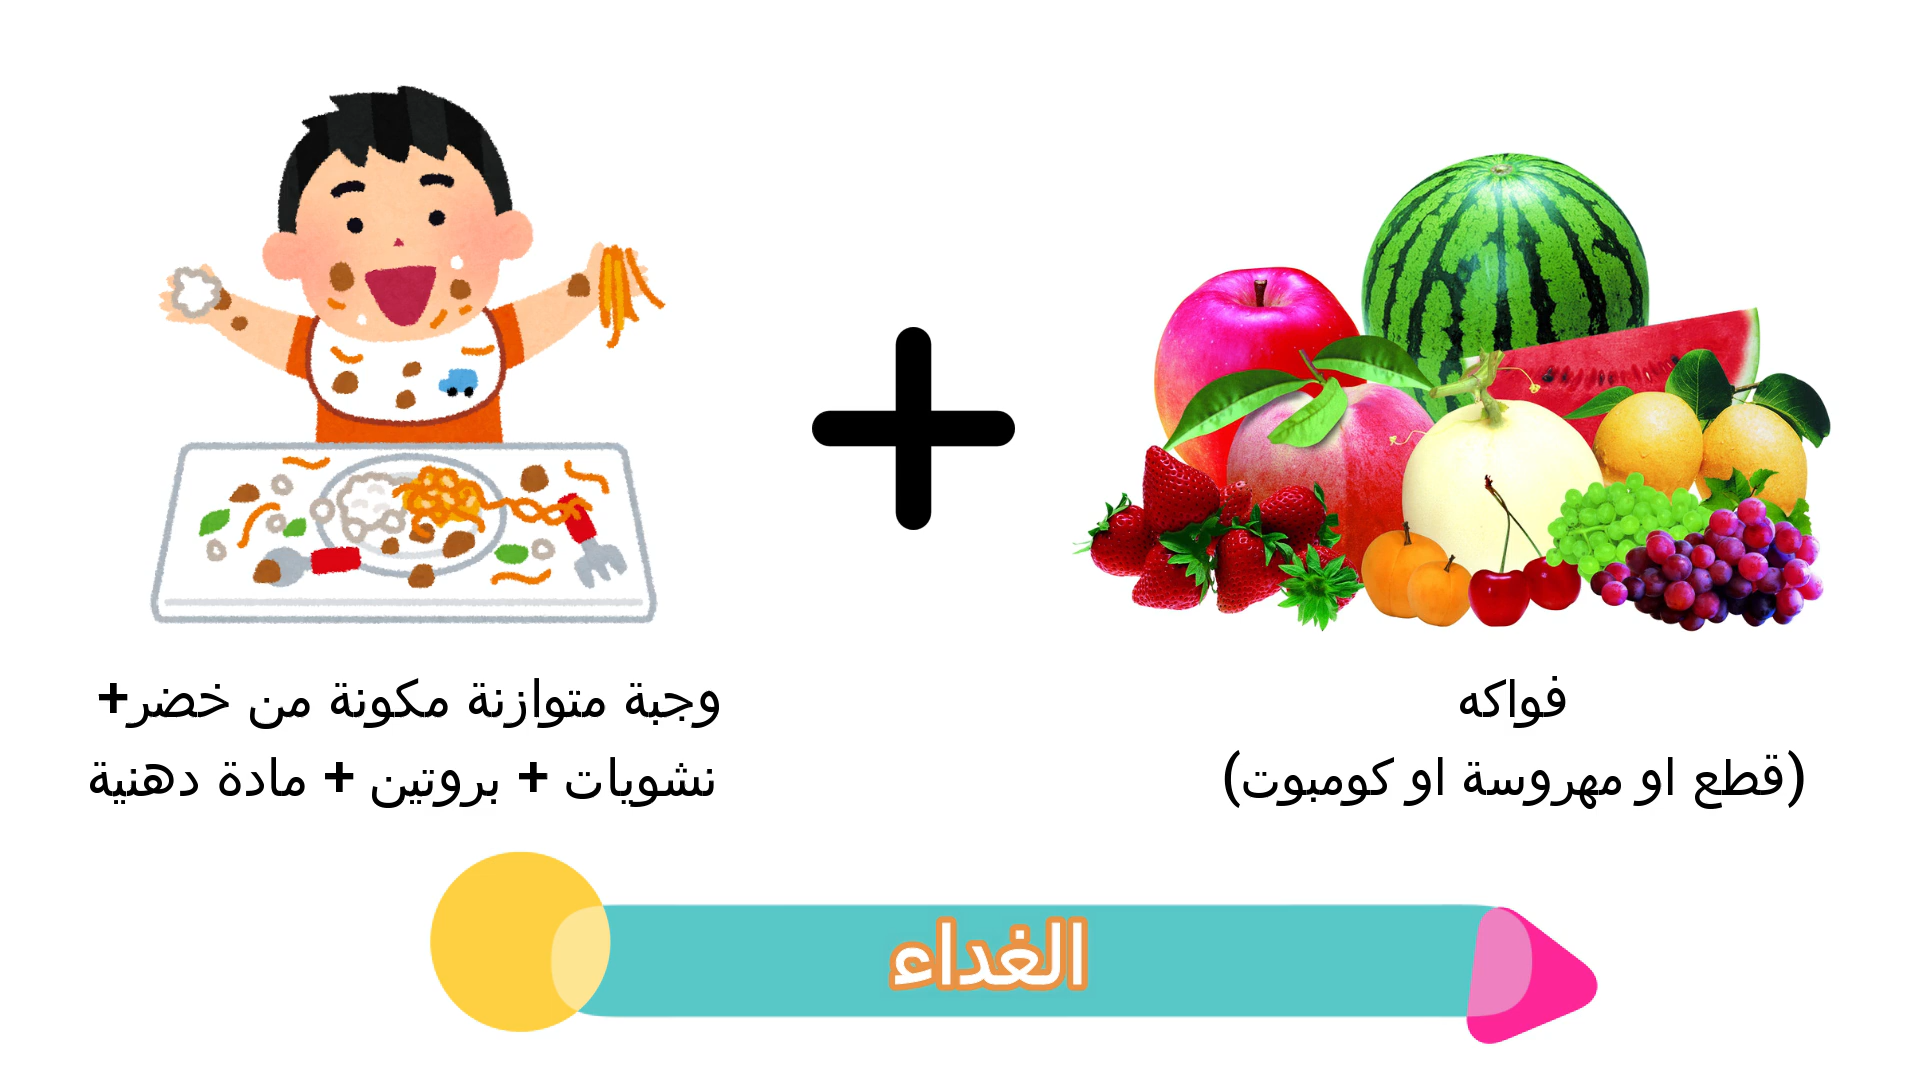 وجبة متوازنة مكونة من خضر+
نشويات + بروتين + مادة دهنية
فواكه
(قطع او مهروسة او كومبوت)
الغداء